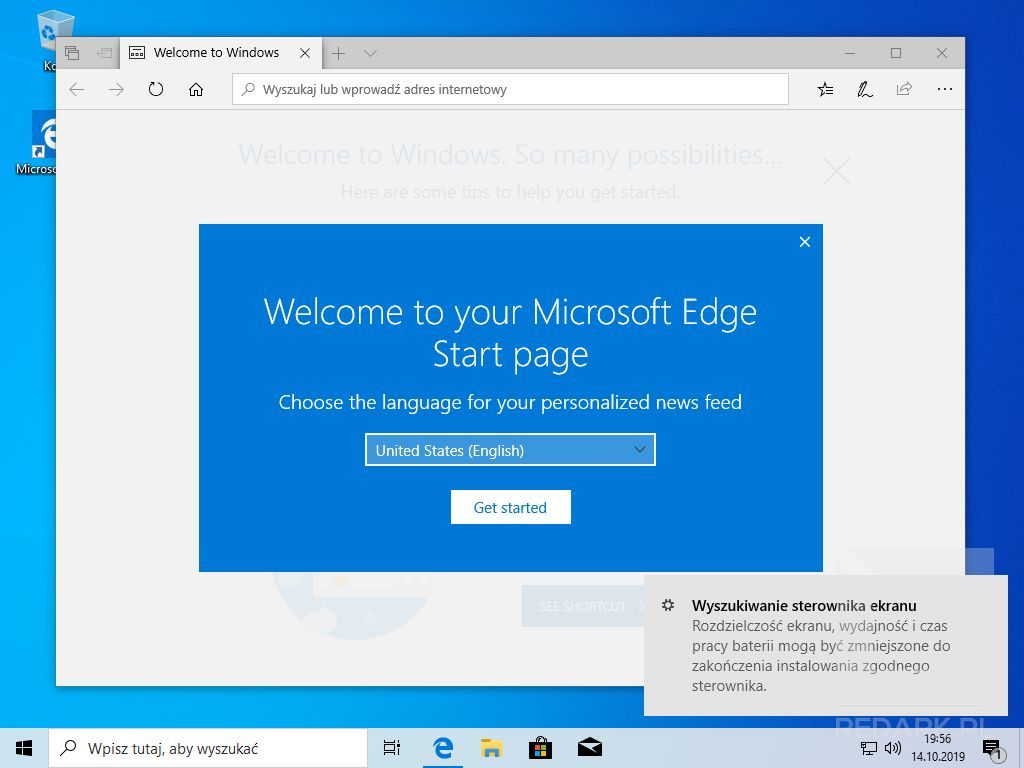 Welcome to Windows
Wyszukaj lub wprowadź adres internetowy
Welcome to Windows. So many possibilities...
Here are some tips to help you get started.
Welcome to your Microsoft Edge
Start page
Choose the language for your personalized news feed
United States (English)
Get started
SEE SHORTCUT
Wyszukiwanie sterownika ekranu
Rozdzielczość ekranu, wydajność i czas
pracy baterii mogą być zmniejszone do
zakończenia instalowania zgodnego
sterownika.
REDARK.PL
Wpisz tutaj, aby wyszukać
19:56
14.10.2019
1